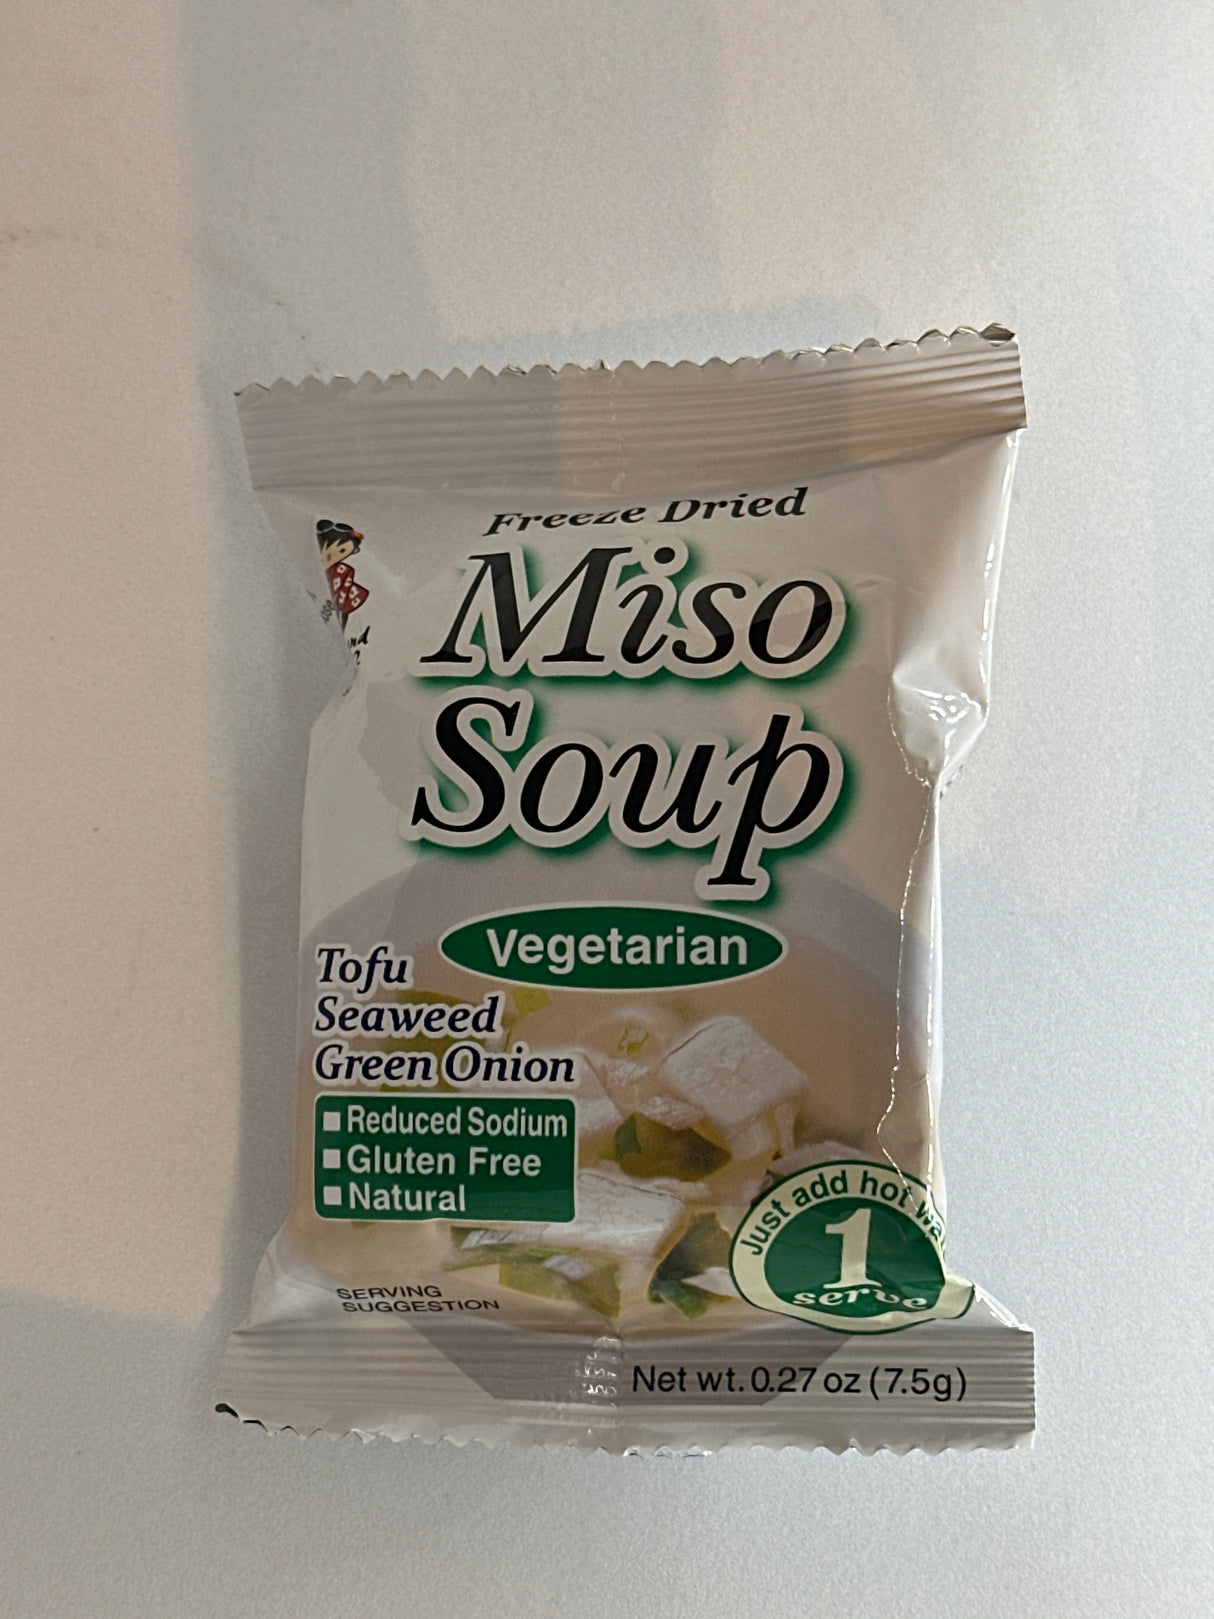 Freeze Dried
Miso
Soup
Vegetarian
Tofu
Seaweed
Green Onion
Reduced Sodium
Gluten Free
Natural
Just add hot
1
serve
SERVING
SUGGESTION
Net wt. 0.27 oz (7.5g)